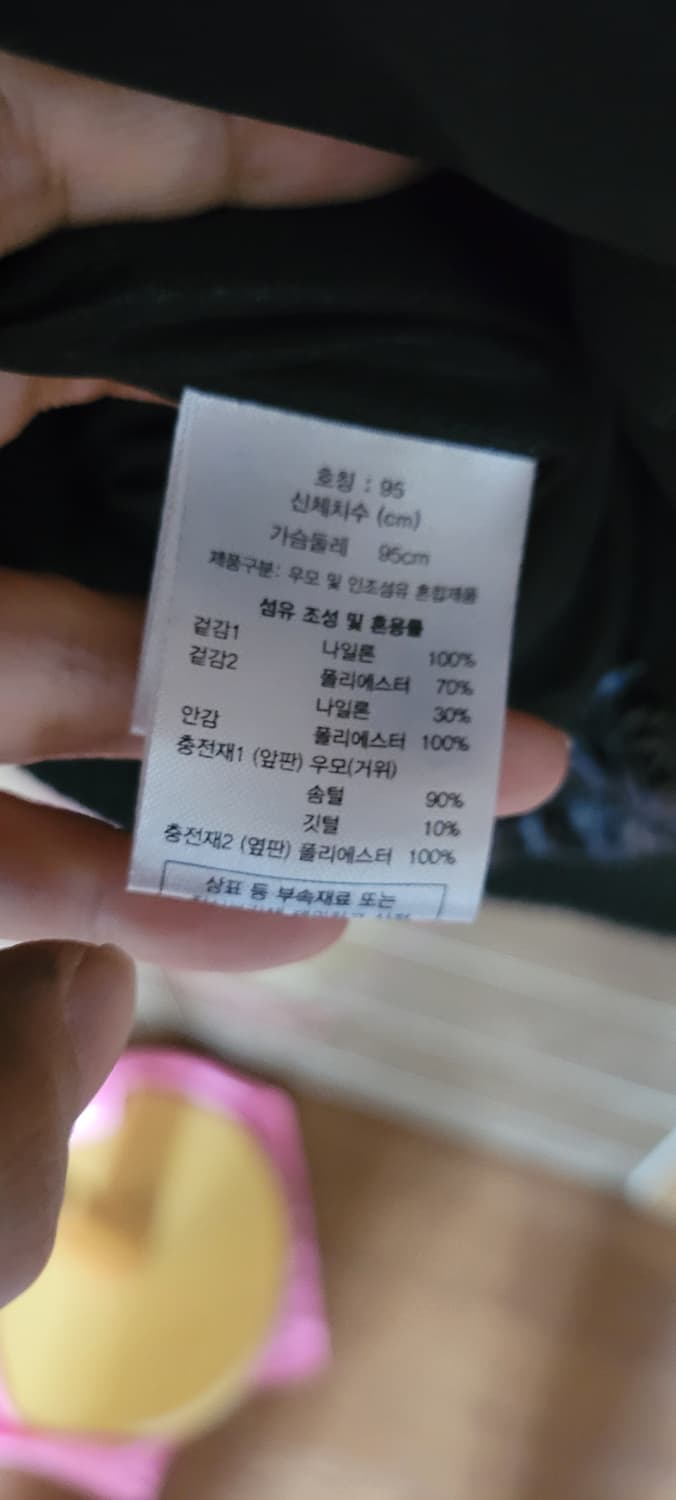 호칭 : 95
신체치수 (cm)
가슴둘레 95cm
제품구분: 우모 및 인조섬유 혼합제품
섬유 조성 및 혼용률
겉감1 나일론 100%
겉감2 폴리에스터 70%
나일론 30%
안감 폴리에스터 100%
충전재1 (앞판) 우모(거위)
솜털 90%
깃털 10%
충전재2 (옆판) 폴리에스터 100%
상표 등 부속재료 또는